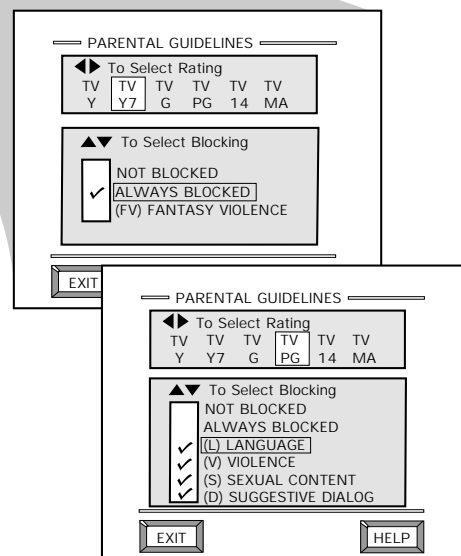 PARENTAL GUIDELINES
To Select Rating
TV TV TV TV TV TV
Y Y7 G PG 14 MA
To Select Blocking
NOT BLOCKED
ALWAYS BLOCKED
(FV) FANTASY VIOLENCE
EXIT
PARENTAL GUIDELINES
To Select Rating
TV TV TV TV TV TV
Y Y7 G PG 14 MA
To Select Blocking
NOT BLOCKED
ALWAYS BLOCKED
(L) LANGUAGE
(V) VIOLENCE
(S) SEXUAL CONTENT
(D) SUGGESTIVE DIALOG
EXIT HELP